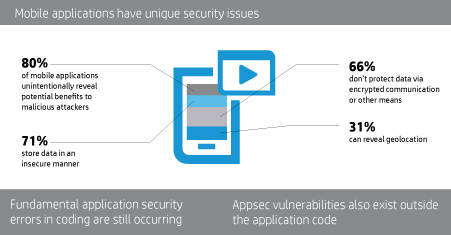 Mobile applications have unique security issues
80%
of mobile applications
unintentionally reveal
potential benefits to
malicious attackers
66%
don't protect data via
encrypted communication
or other means
71%
store data in an
insecure manner
31%
can reveal geolocation
Fundamental application security
errors in coding are still occurring
Appsec vulnerabilities also exist outside
the application code